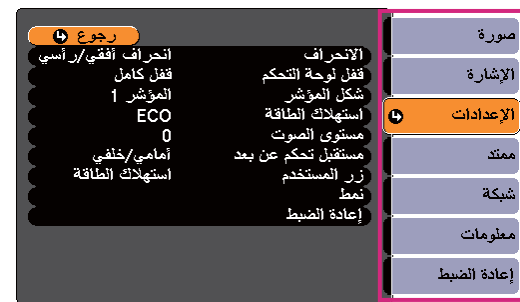 صورة
الإشارة
الإعدادات
ممتد
شبكة
معلومات
إعادة الضبط
رجوع
الانحراف انحراف أفقي/رأسي
قفل لوحة التحكم قفل كامل
شكل المؤشر المؤشر 1
استهلاك الطاقة ECO
مستوى الصوت 0
مستقبل تحكم عن بعد أمامي/خلفي
زر المستخدم استهلاك الطاقة
نمط
إعادة الضبط